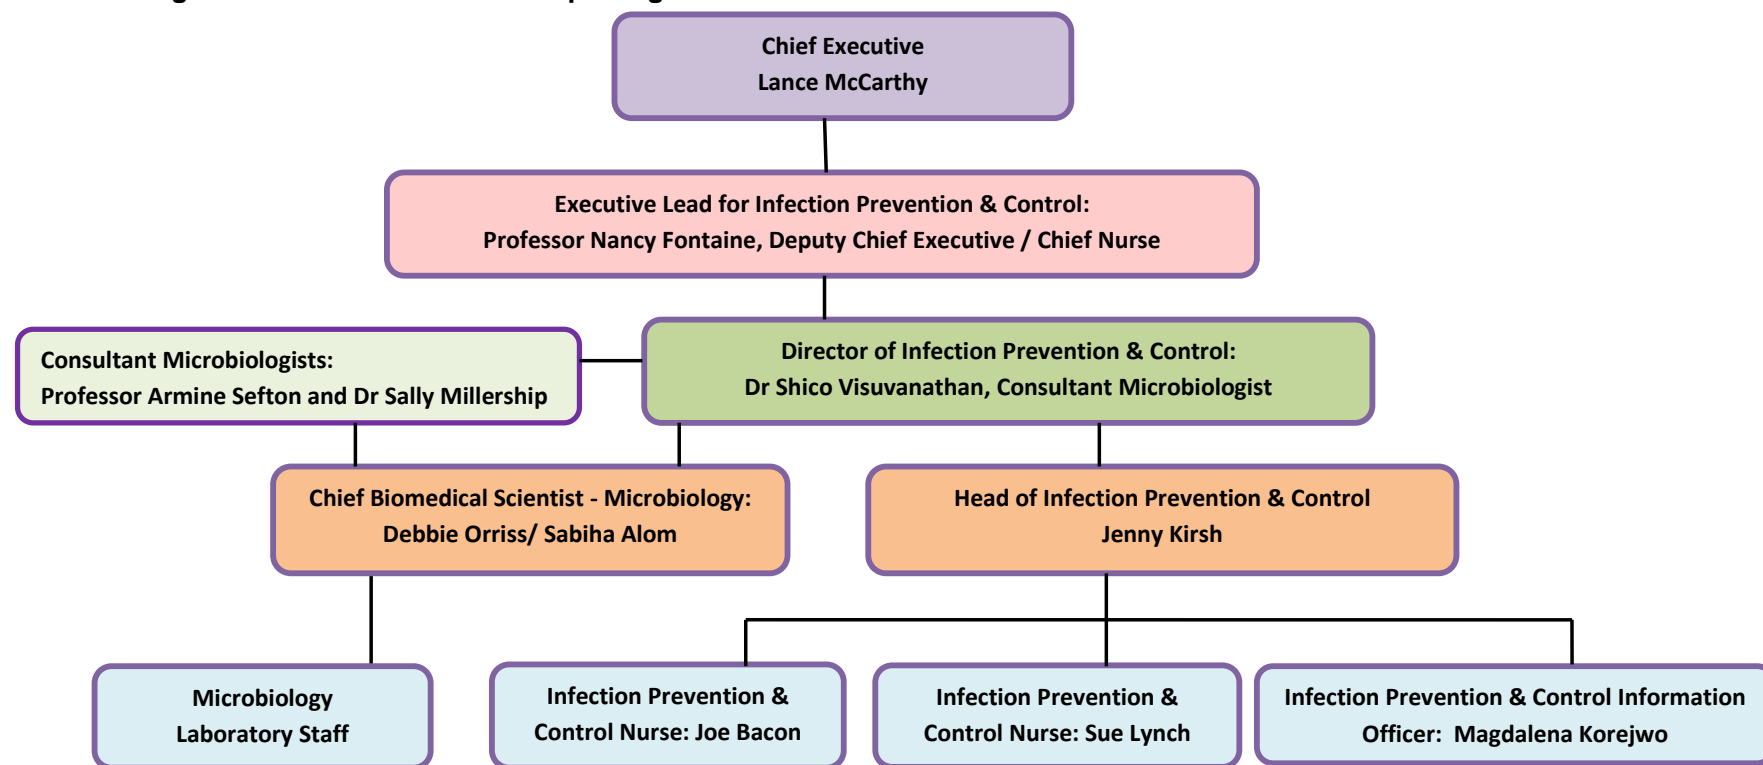 Chief Executive
Lance McCarthy
Executive Lead for Infection Prevention & Control:
Professor Nancy Fontaine, Deputy Chief Executive / Chief Nurse
Consultant Microbiologists:
Professor Armine Sefton and Dr Sally Millership
Director of Infection Prevention & Control:
Dr Shico Visuvanathan, Consultant Microbiologist
Chief Biomedical Scientist - Microbiology:
Debbie Orriss/ Sabiha Alom
Head of Infection Prevention & Control
Jenny Kirsh
Microbiology
Laboratory Staff
Infection Prevention &
Control Nurse: Joe Bacon
Infection Prevention &
Control Nurse: Sue Lynch
Infection Prevention & Control Information
Officer:  Magdalena Korejwo